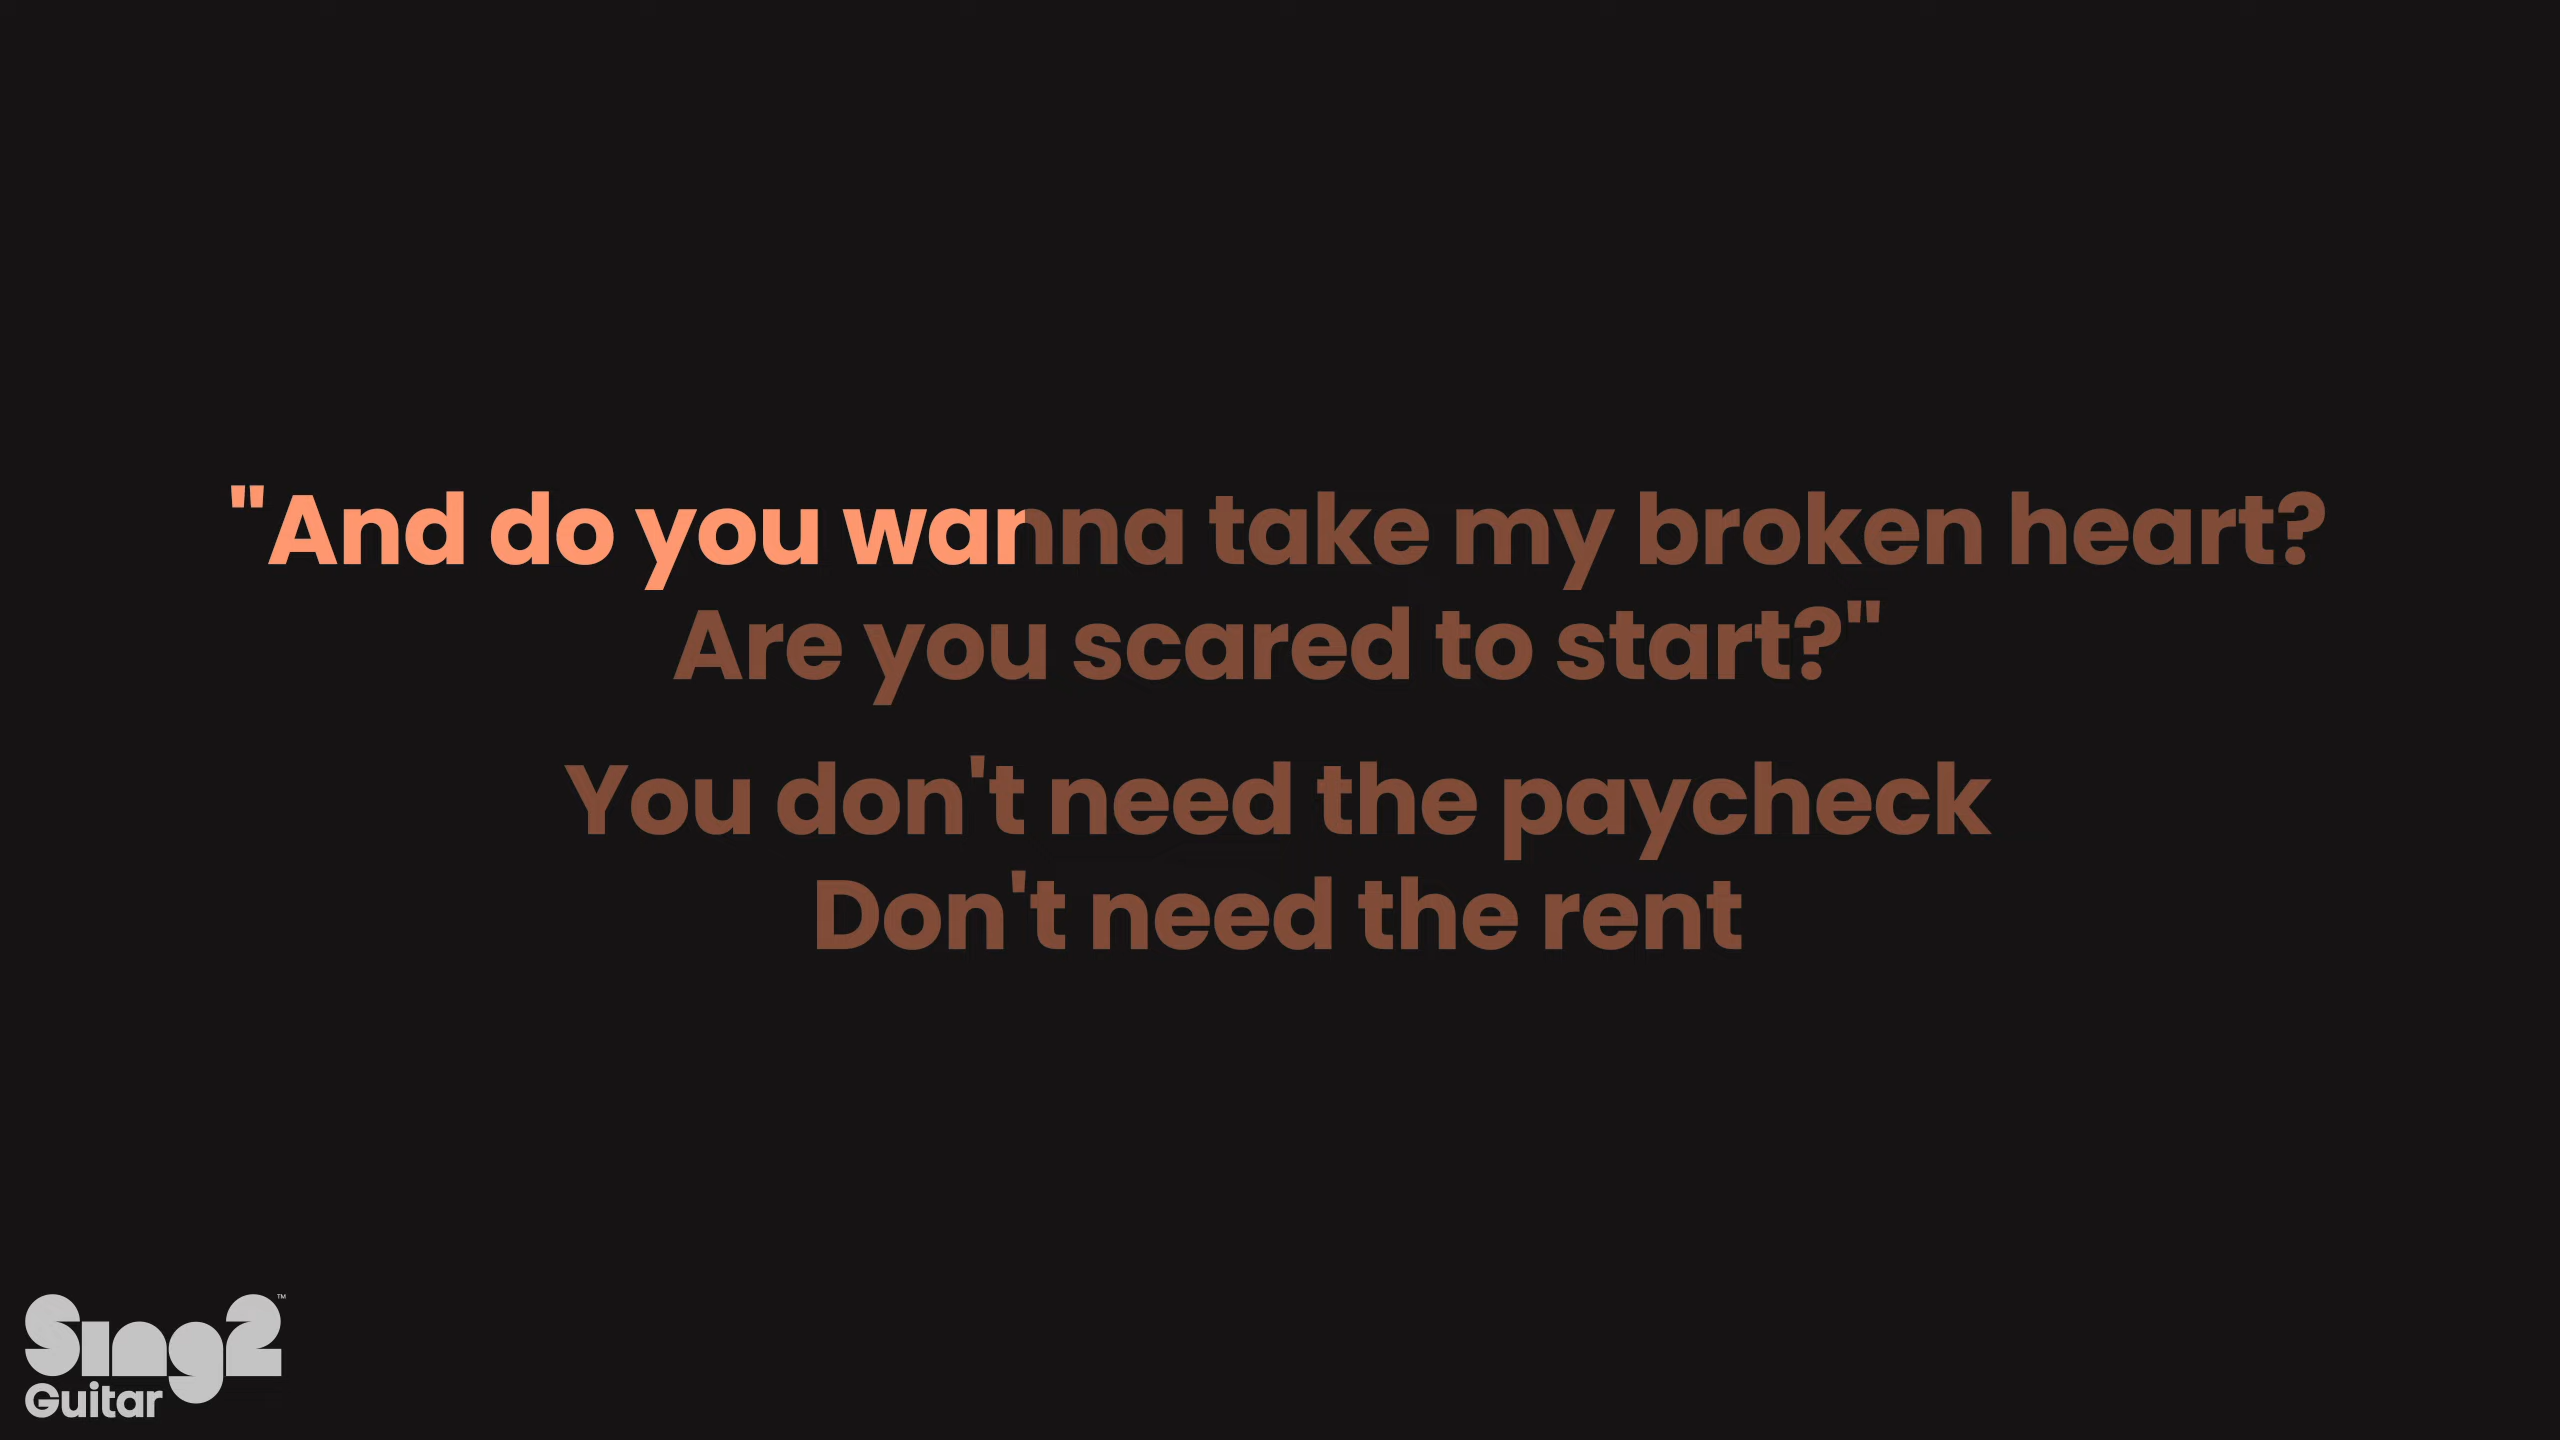 "And do you wanna take my broken heart?
Are you scared to start?"
You don't need the paycheck
Don't need the rent
Sing2™
Guitar